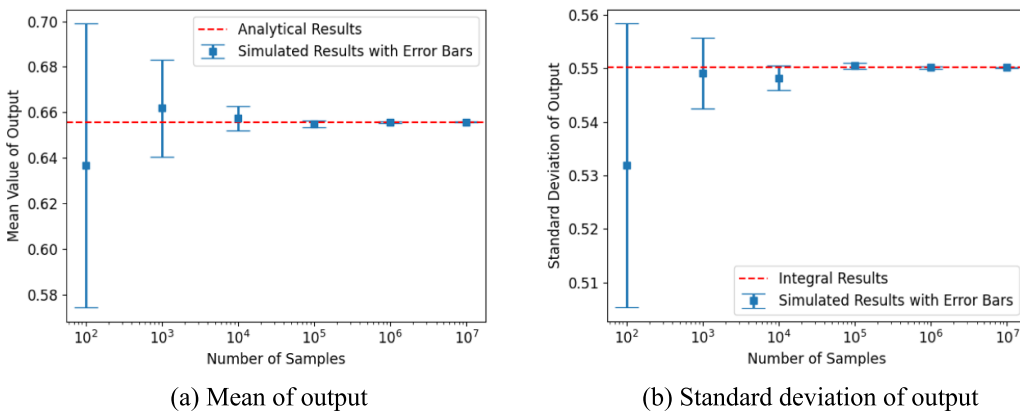 0.70
0.68
0.66
0.64
0.62
0.60
0.58
Mean Value of Output
Analytical Results
Simulated Results with Error Bars
10²
10³
10⁴
10⁵
10⁶
10⁷
Number of Samples
(a) Mean of output
0.56
0.55
0.54
0.53
0.52
0.51
Standard Deviation of Output
Integral Results
Simulated Results with Error Bars
10²
10³
10⁴
10⁵
10⁶
10⁷
Number of Samples
(b) Standard deviation of output